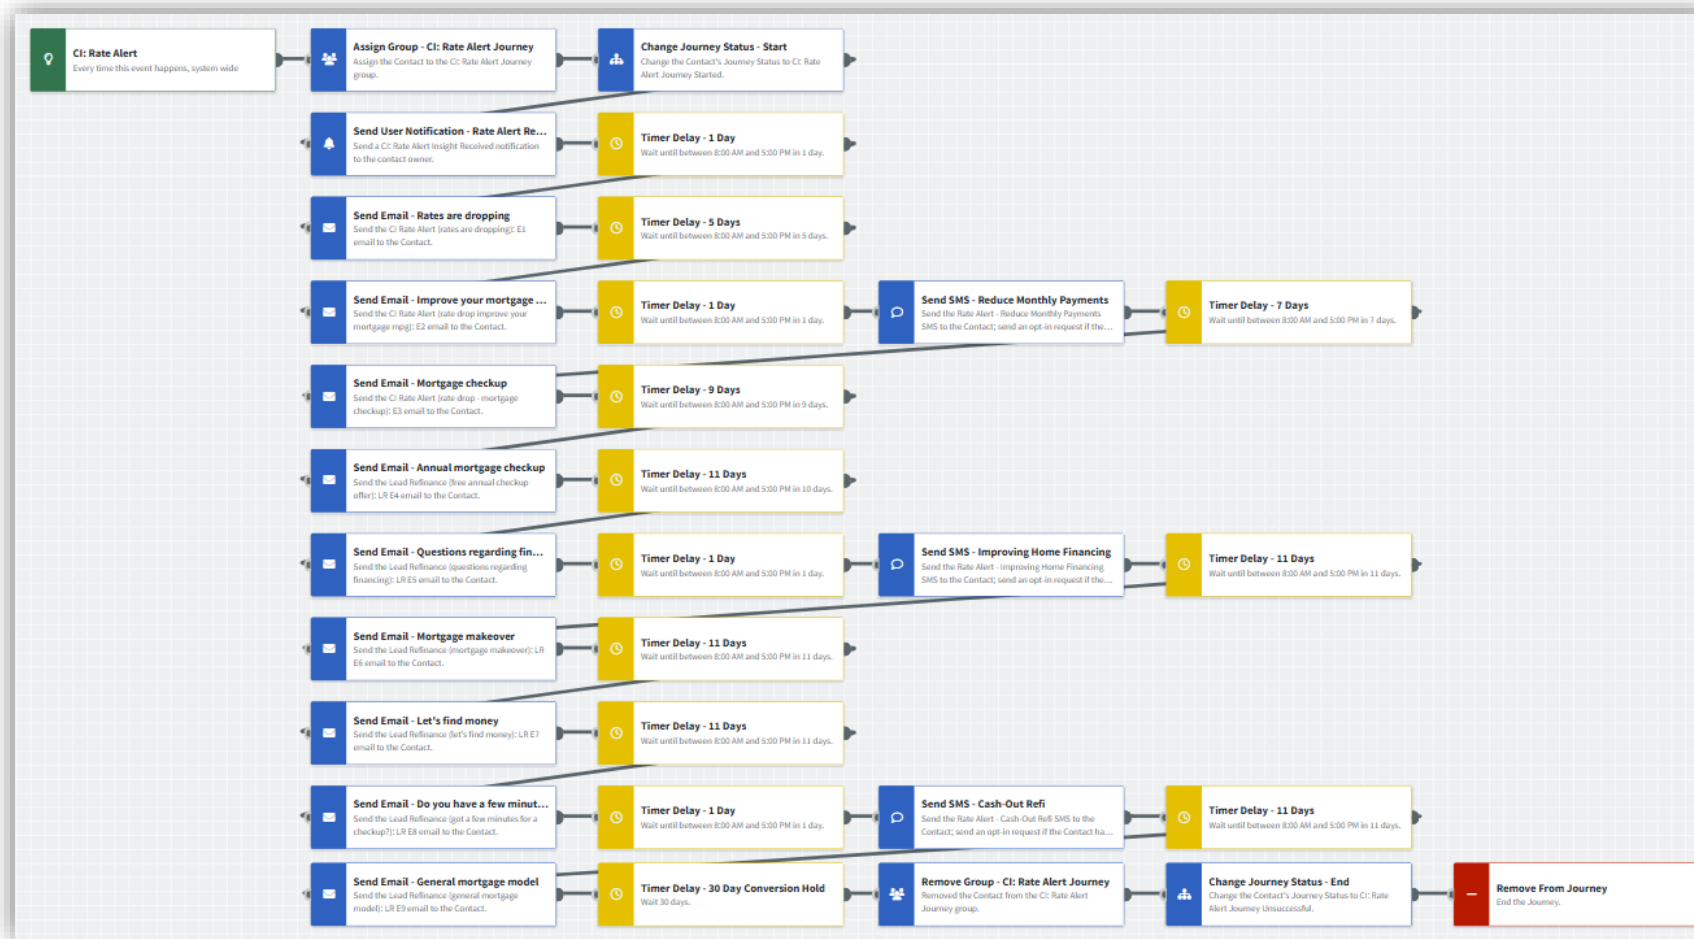 CI: Rate Alert
Every time this event happens, system wide
Assign Group - CI: Rate Alert Journey
Assign the Contact to the CI: Rate Alert Journey
group.
Change Journey Status - Start
Change the Contact's Journey Status to CI: Rate
Alert Journey Started.
Send User Notification - Rate Alert Re...
Send a CI: Rate Alert Insight Received notification
to the contact owner.
Timer Delay - 1 Day
Wait until between 8:00 AM and 5:00 PM in 1 day.
Send Email - Rates are dropping
Send the CI Rate Alert (rates are dropping): E1
email to the Contact.
Timer Delay - 5 Days
Wait until between 8:00 AM and 5:00 PM in 5 days.
Send Email - Improve your mortgage ...
Send the CI Rate Alert (rate drop improve your
mortgage mpg): E2 email to the Contact.
Timer Delay - 1 Day
Wait until between 8:00 AM and 5:00 PM in 1 day.
Send SMS - Reduce Monthly Payments
Send the Rate Alert - Reduce Monthly Payments
SMS to the Contact; send an opt-in request if the...
Timer Delay - 7 Days
Wait until between 8:00 AM and 5:00 PM in 7 days.
Send Email - Mortgage checkup
Send the CI Rate Alert (rate drop - mortgage
checkup): E3 email to the Contact.
Timer Delay - 9 Days
Wait until between 8:00 AM and 5:00 PM in 9 days.
Send Email - Annual mortgage checkup
Send the Lead Refinance (free annual checkup
offer): LR E4 email to the Contact.
Timer Delay - 11 Days
Wait until between 8:00 AM and 5:00 PM in 10 days.
Send Email - Questions regarding fin...
Send the Lead Refinance (questions regarding
financing): LR E5 email to the Contact.
Timer Delay - 1 Day
Wait until between 8:00 AM and 5:00 PM in 1 day.
Send SMS - Improving Home Financing
Send the Rate Alert - Improving Home Financing
SMS to the Contact; send an opt-in request if the...
Timer Delay - 11 Days
Wait until between 8:00 AM and 5:00 PM in 11 days.
Send Email - Mortgage makeover
Send the Lead Refinance (mortgage makeover): LR
E6 email to the Contact.
Timer Delay - 11 Days
Wait until between 8:00 AM and 5:00 PM in 11 days.
Send Email - Let's find money
Send the Lead Refinance (let's find money): LR E7
email to the Contact.
Timer Delay - 11 Days
Wait until between 8:00 AM and 5:00 PM in 11 days.
Send Email - Do you have a few minut...
Send the Lead Refinance (got a few minutes for a
checkup?): LR E8 email to the Contact.
Timer Delay - 1 Day
Wait until between 8:00 AM and 5:00 PM in 1 day.
Send SMS - Cash-Out Refi
Send the Rate Alert - Cash-Out Refi SMS to the
Contact; send an opt-in request if the Contact ha...
Timer Delay - 11 Days
Wait until between 8:00 AM and 5:00 PM in 11 days.
Send Email - General mortgage model
Send the Lead Refinance (general mortgage
model): LR E9 email to the Contact.
Timer Delay - 30 Day Conversion Hold
Wait 30 days.
Remove Group - CI: Rate Alert Journey
Removed the Contact from the CI: Rate Alert
Journey group.
Change Journey Status - End
Change the Contact's Journey Status to CI: Rate
Alert Journey Unsuccessful.
Remove From Journey
End the Journey.